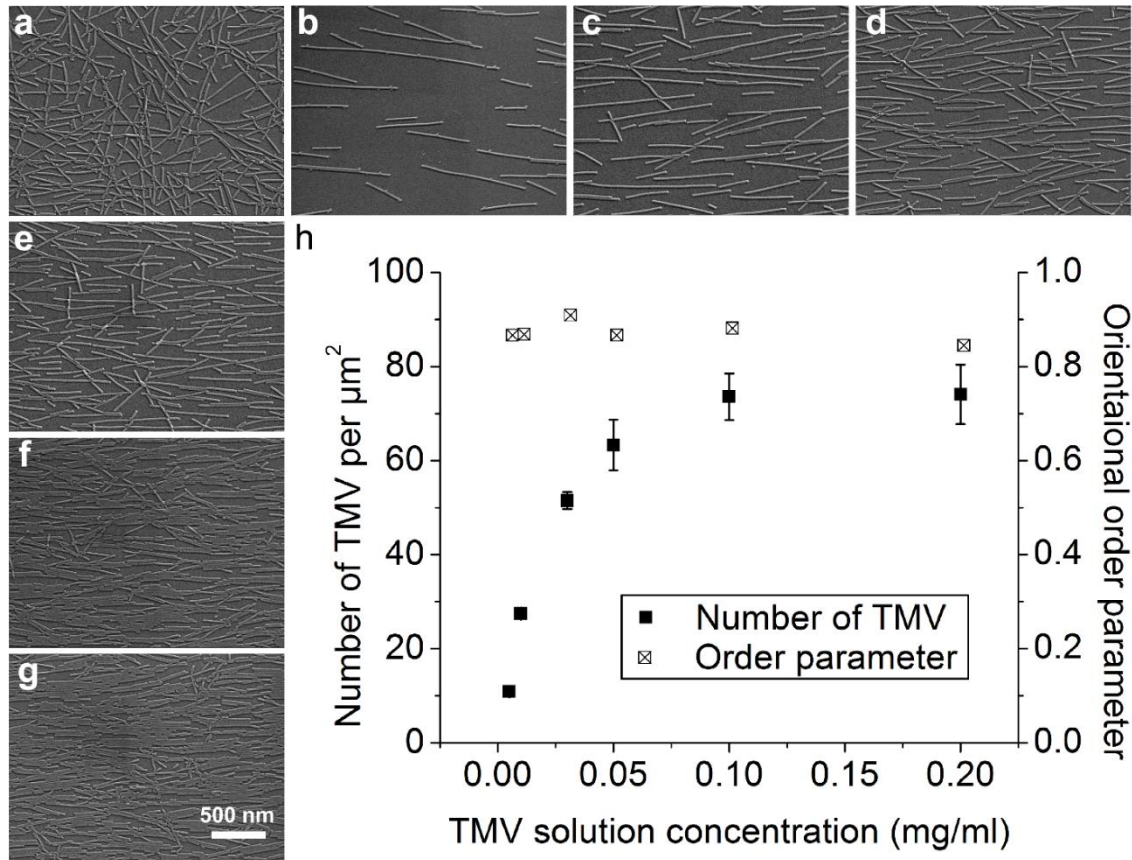 a
b
c
d
e
f
g
500 nm
h
Number of TMV per µm²
100
80
60
40
20
0
Number of TMV
Order parameter
0.00 0.05 0.10 0.15 0.20
TMV solution concentration (mg/ml)
1.0
0.8
0.6
0.4
0.2
0.0
Orientaional order parameter